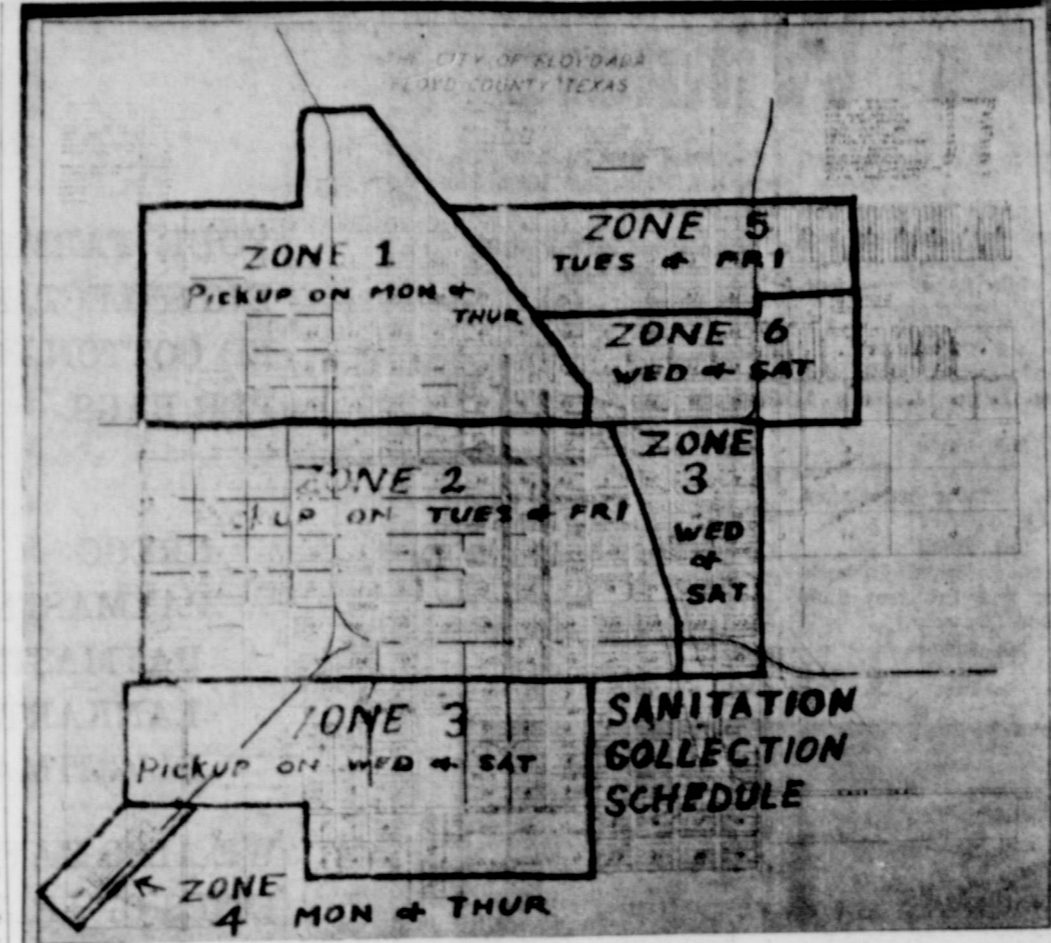 THE CITY OF FLOYDADA
FLOYD COUNTY TEXAS
ZONE 1
Pickup ON MON &
THUR
ZONE 5
TUES & FRI
ZONE 6
WED & SAT
ZONE 2
ON TUES & FRI
ZONE
3
WED
&
SAT
ZONE 3
Pickup ON WED & SAT
SANITATION
COLLECTION
SCHEDULE
ZONE
4 MON & THUR